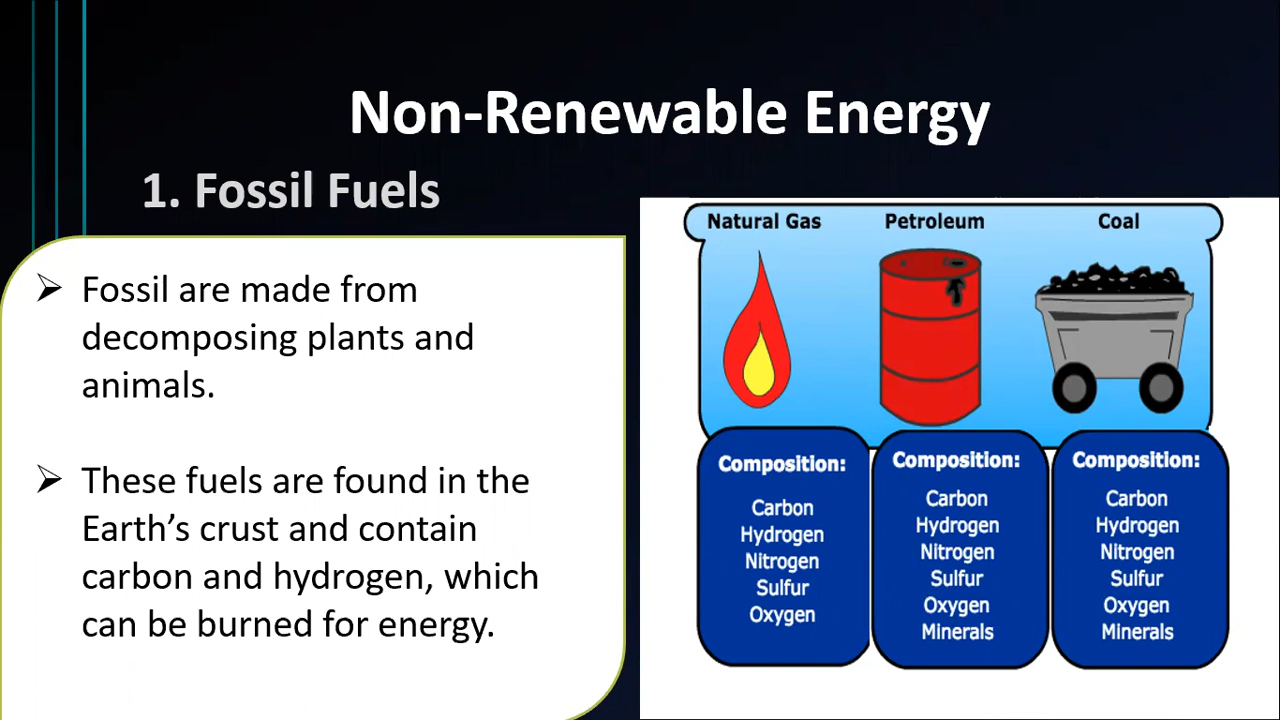 Non-Renewable Energy
1. Fossil Fuels
➢ Fossil are made from
decomposing plants and
animals.
➢ These fuels are found in the
Earth’s crust and contain
carbon and hydrogen, which
can be burned for energy.
Natural Gas
Petroleum
Coal
Composition:
Carbon
Hydrogen
Nitrogen
Sulfur
Oxygen
Composition:
Carbon
Hydrogen
Nitrogen
Sulfur
Oxygen
Minerals
Composition:
Carbon
Hydrogen
Nitrogen
Sulfur
Oxygen
Minerals